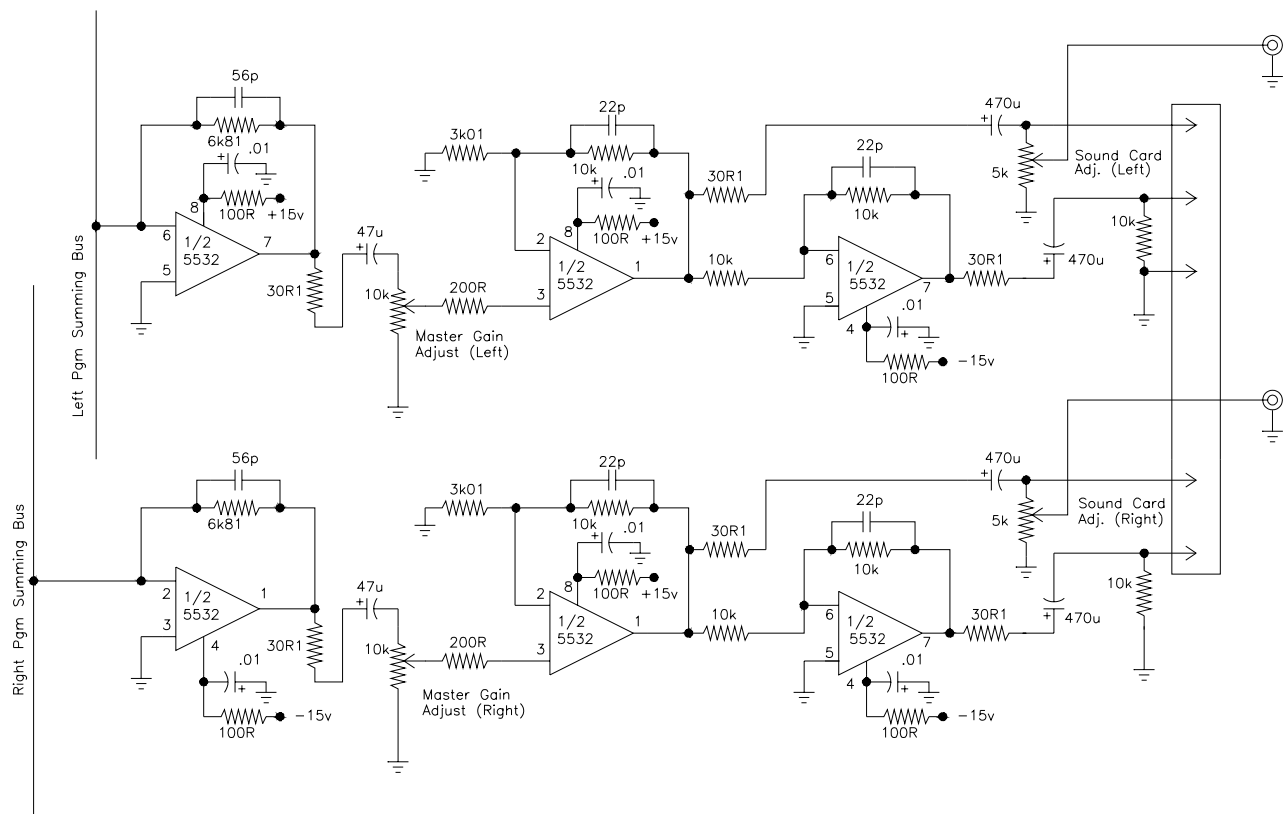 56p
6k81
.01
+
8
100R
+15v
6
1/2
5532
7
5
30R1
47u
+
10k
200R
Master Gain
Adjust (Left)
3k01
22p
10k
.01
+
8
100R
+15v
2
1/2
5532
1
3
30R1
10k
22p
10k
6
1/2
5532
7
5
4
.01
+
100R
-15v
30R1
+
470u
470u
+
5k
Sound Card
Adj. (Left)
10k
Left Pgm Summing Bus
Right Pgm Summing Bus
56p
6k81
2
1/2
5532
1
3
4
.01
+
100R
-15v
30R1
47u
+
10k
200R
Master Gain
Adjust (Right)
3k01
22p
10k
.01
+
8
100R
+15v
2
1/2
5532
1
3
30R1
10k
22p
10k
6
1/2
5532
7
5
4
.01
+
100R
-15v
30R1
+
470u
470u
+
5k
Sound Card
Adj. (Right)
10k